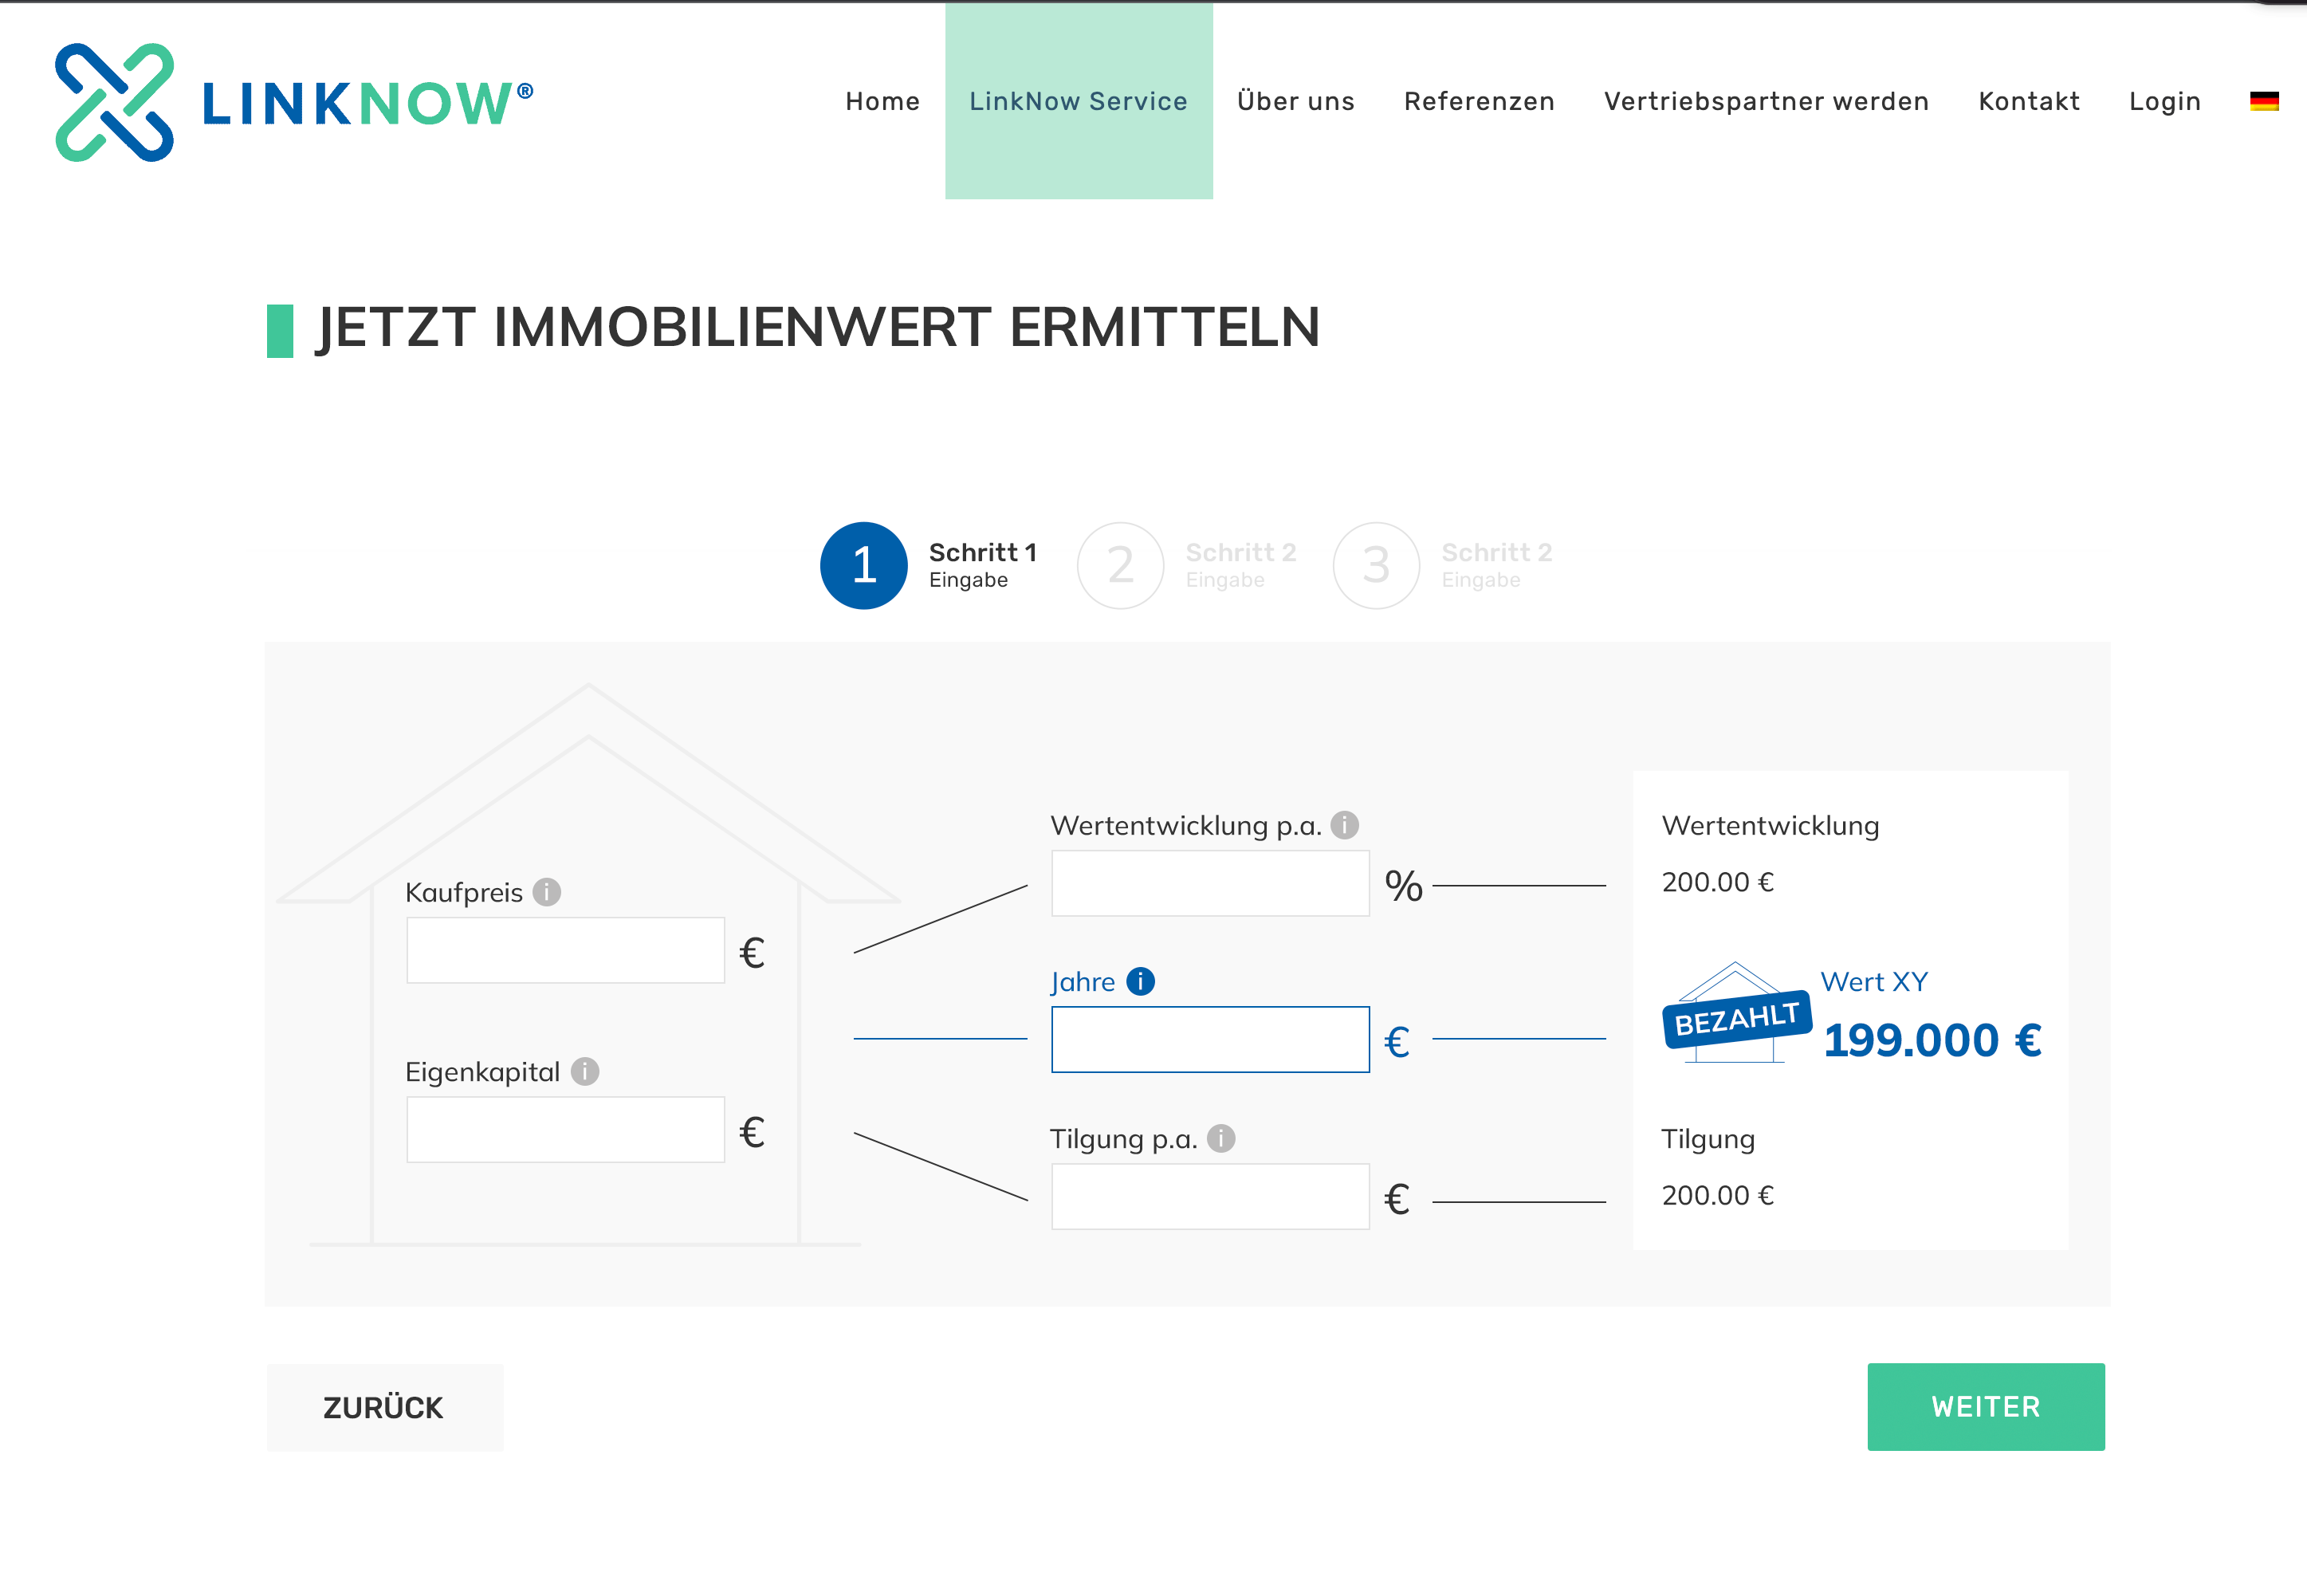 LINKNOW®
Home LinkNow Service Über uns Referenzen Vertriebspartner werden Kontakt Login
JETZT IMMOBILIENWERT ERMITTELN
1 Schritt 1 2 Schritt 2 3 Schritt 2
Eingabe Eingabe Eingabe
Kaufpreis i
€
Eigenkapital i
€
Wertentwicklung p.a. i
%
Jahre i
€
Tilgung p.a. i
€
Wertentwicklung
200.00 €
BEZAHLT
Wert XY
199.000 €
Tilgung
200.00 €
ZURÜCK
WEITER